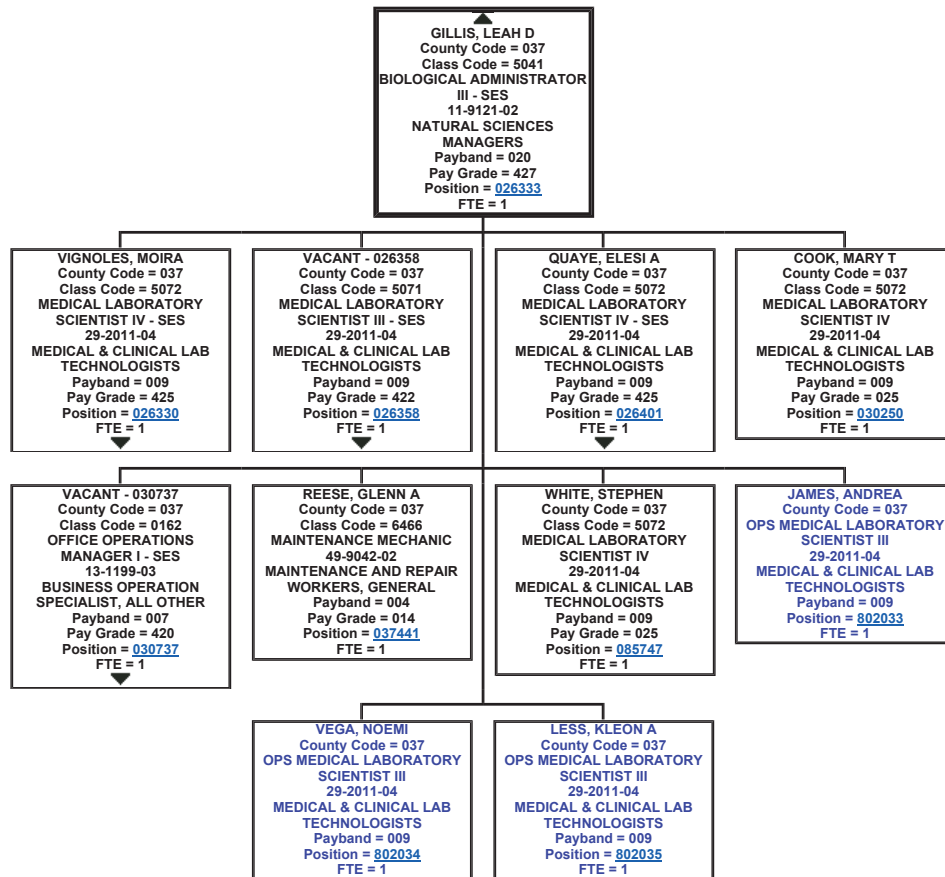 GILLIS, LEAH D
County Code = 037
Class Code = 5041
BIOLOGICAL ADMINISTRATOR
III - SES
11-9121-02
NATURAL SCIENCES
MANAGERS
Payband = 020
Pay Grade = 427
Position = 026333
FTE = 1
VIGNOLES, MOIRA
County Code = 037
Class Code = 5072
MEDICAL LABORATORY
SCIENTIST IV - SES
29-2011-04
MEDICAL & CLINICAL LAB
TECHNOLOGISTS
Payband = 009
Pay Grade = 425
Position = 026330
FTE = 1
VACANT - 026358
County Code = 037
Class Code = 5071
MEDICAL LABORATORY
SCIENTIST III - SES
29-2011-04
MEDICAL & CLINICAL LAB
TECHNOLOGISTS
Payband = 009
Pay Grade = 422
Position = 026358
FTE = 1
QUAYE, ELESI A
County Code = 037
Class Code = 5072
MEDICAL LABORATORY
SCIENTIST IV - SES
29-2011-04
MEDICAL & CLINICAL LAB
TECHNOLOGISTS
Payband = 009
Pay Grade = 425
Position = 026401
FTE = 1
COOK, MARY T
County Code = 037
Class Code = 5072
MEDICAL LABORATORY
SCIENTIST IV
29-2011-04
MEDICAL & CLINICAL LAB
TECHNOLOGISTS
Payband = 009
Pay Grade = 025
Position = 030250
FTE = 1
VACANT - 030737
County Code = 037
Class Code = 0162
OFFICE OPERATIONS
MANAGER I - SES
13-1199-03
BUSINESS OPERATION
SPECIALIST, ALL OTHER
Payband = 007
Pay Grade = 420
Position = 030737
FTE = 1
REESE, GLENN A
County Code = 037
Class Code = 6466
MAINTENANCE MECHANIC
49-9042-02
MAINTENANCE AND REPAIR
WORKERS, GENERAL
Payband = 004
Pay Grade = 014
Position = 037441
FTE = 1
WHITE, STEPHEN
County Code = 037
Class Code = 5072
MEDICAL LABORATORY
SCIENTIST IV
29-2011-04
MEDICAL & CLINICAL LAB
TECHNOLOGISTS
Payband = 009
Pay Grade = 025
Position = 085747
FTE = 1
JAMES, ANDREA
County Code = 037
OPS MEDICAL LABORATORY
SCIENTIST III
29-2011-04
MEDICAL & CLINICAL LAB
TECHNOLOGISTS
Payband = 009
Position = 802033
FTE = 1
VEGA, NOEMI
County Code = 037
OPS MEDICAL LABORATORY
SCIENTIST III
29-2011-04
MEDICAL & CLINICAL LAB
TECHNOLOGISTS
Payband = 009
Position = 802034
FTE = 1
LESS, KLEON A
County Code = 037
OPS MEDICAL LABORATORY
SCIENTIST III
29-2011-04
MEDICAL & CLINICAL LAB
TECHNOLOGISTS
Payband = 009
Position = 802035
FTE = 1